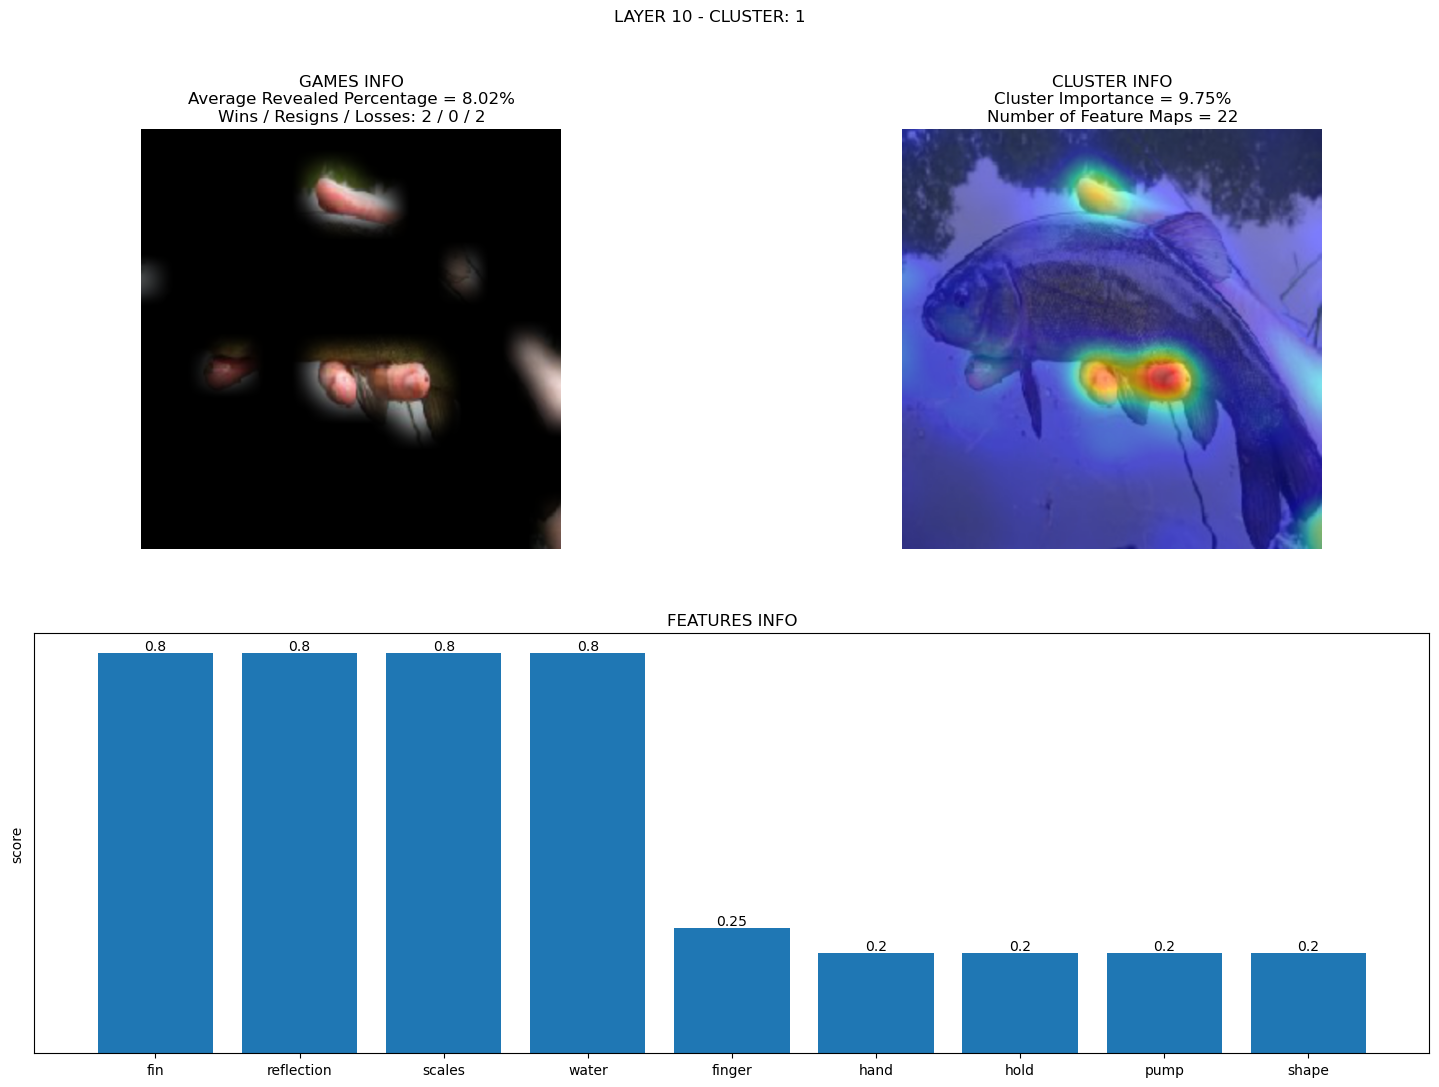 LAYER 10 - CLUSTER: 1
GAMES INFO
Average Revealed Percentage = 8.02%
Wins / Resigns / Losses: 2 / 0 / 2
CLUSTER INFO
Cluster Importance = 9.75%
Number of Feature Maps = 22
FEATURES INFO
score
0.8
0.8
0.8
0.8
0.25
0.2
0.2
0.2
0.2
fin
reflection
scales
water
finger
hand
hold
pump
shape